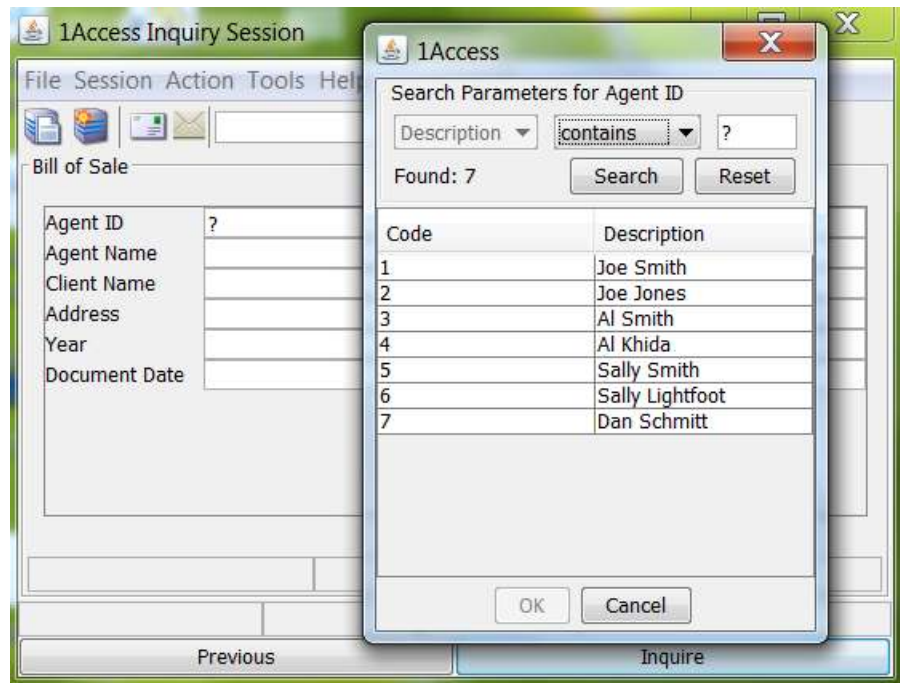 1Access Inquiry Session
File Session Action Tools Help
Bill of Sale
Agent ID ?
Agent Name
Client Name
Address
Year
Document Date
Previous
Inquire
1Access
Search Parameters for Agent ID
Description contains ?
Found: 7 Search Reset
Code Description
1 Joe Smith
2 Joe Jones
3 Al Smith
4 Al Khida
5 Sally Smith
6 Sally Lightfoot
7 Dan Schmitt
OK Cancel